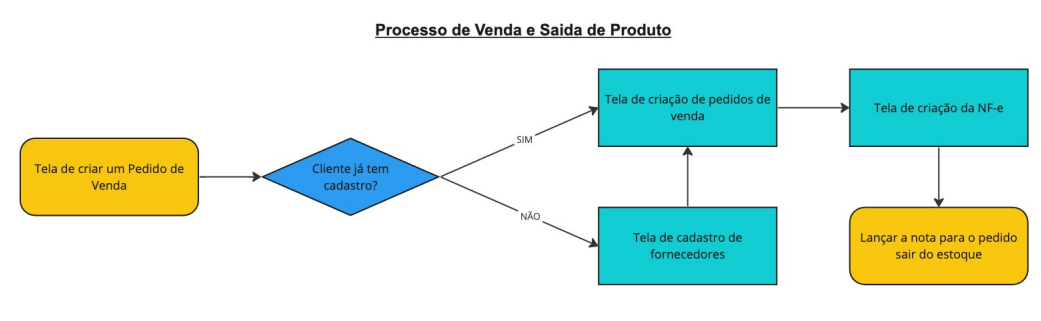 Processo de Venda e Saida de Produto
Tela de criar um Pedido de
Venda
Cliente já tem
cadastro?
SIM
NÃO
Tela de criação de pedidos de
venda
Tela de cadastro de
fornecedores
Tela de criação da NF-e
Lançar a nota para o pedido
sair do estoque